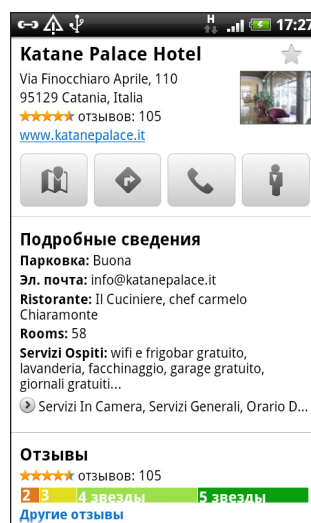 H 17:27
Katane Palace Hotel
Via Finocchiaro Aprile, 110
95129 Catania, Italia
отзывов: 105
www.katanepalace.it
Подробные сведения
Парковка: Buona
Эл. почта: info@katanepalace.it
Ristorante: Il Cuciniere, chef carmelo
Chiaramonte
Rooms: 58
Servizi Ospiti: wifi e frigobar gratuito,
lavanderia, facchinaggio, garage gratuito,
giornali gratuiti...
Servizi In Camera, Servizi Generali, Orario D...
Отзывы
отзывов: 105
2 3 4 звезды 5 звезды
Другие отзывы